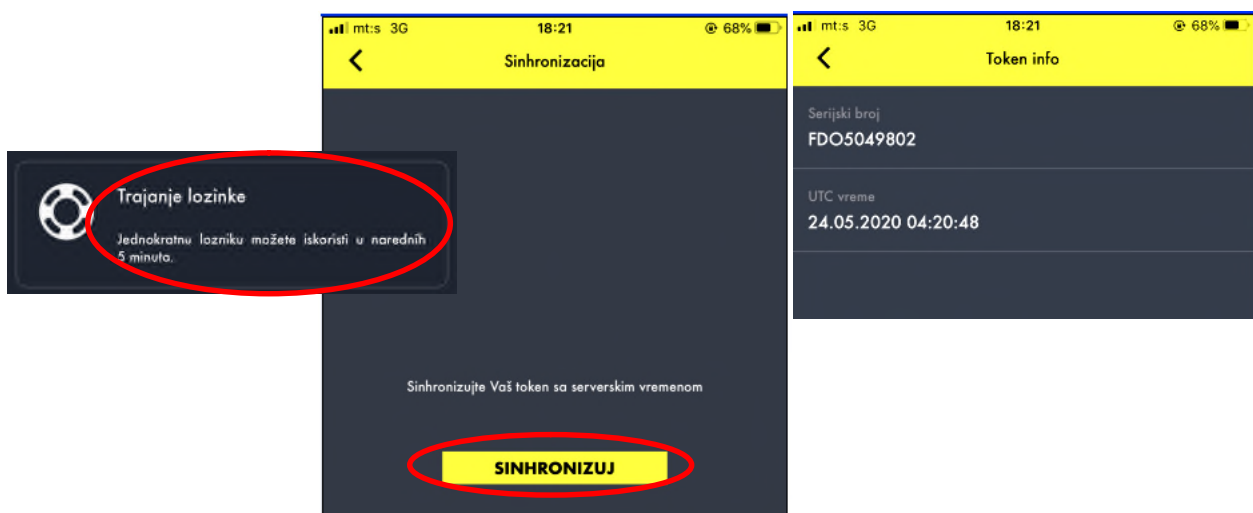 Trajanje lozinke
Jednokratnu lozniku možete iskoristi u narednih
5 minuta.
mt:s 3G 18:21 68%
Sinhronizacija
Sinhronizujte Vaš token sa serverskim vremenom
SINHRONIZUJ
mt:s 3G 18:21 68%
Token info
Serijski broj
FDO5049802
UTC vreme
24.05.2020 04:20:48